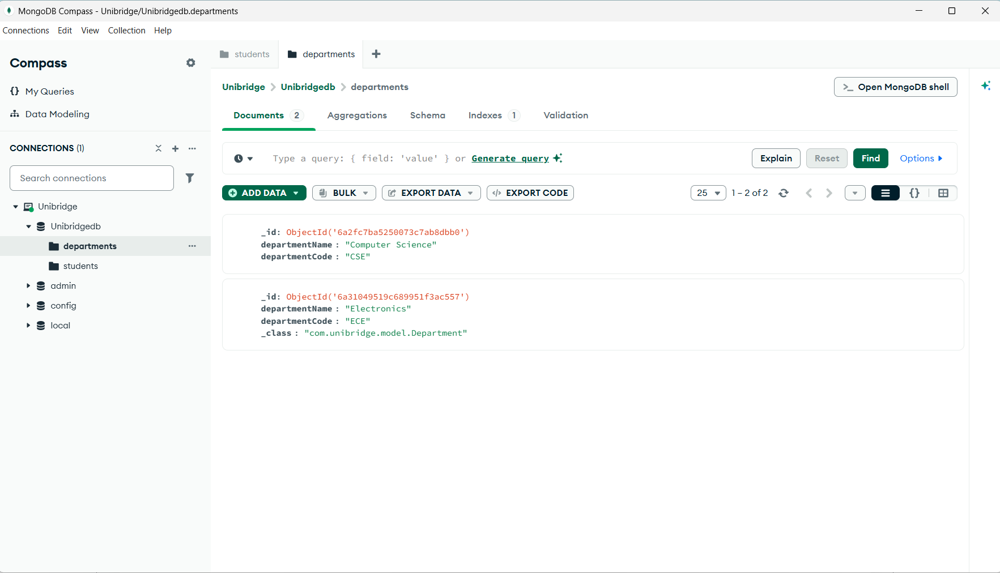 MongoDB Compass - Unibridge/Unibridgedb.departments
Connections Edit View Collection Help
Compass
My Queries
Data Modeling
CONNECTIONS (1)
Search connections
Unibridge
Unibridgedb
departments
students
admin
config
local
students departments
Unibridge Unibridgedb departments
>_ Open MongoDB shell
Documents 2 Aggregations Schema Indexes 1 Validation
Type a query: { field: 'value' } or Generate query
Explain Reset Find Options
ADD DATA BULK EXPORT DATA EXPORT CODE
25 1 – 2 of 2
_id: ObjectId('6a2fc7ba5250073c7ab8dbb0')
departmentName : "Computer Science"
departmentCode : "CSE"
_id: ObjectId('6a31049519c689951f3ac557')
departmentName : "Electronics"
departmentCode : "ECE"
_class : "com.unibridge.model.Department"